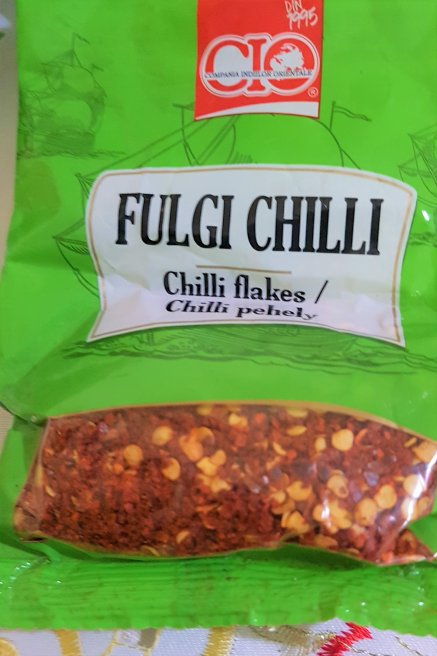 DIN
1995
CIO
COMPANIA INDIILOR ORIENTALE
®
FULGI CHILLI
Chilli flakes /
Chilli pehely